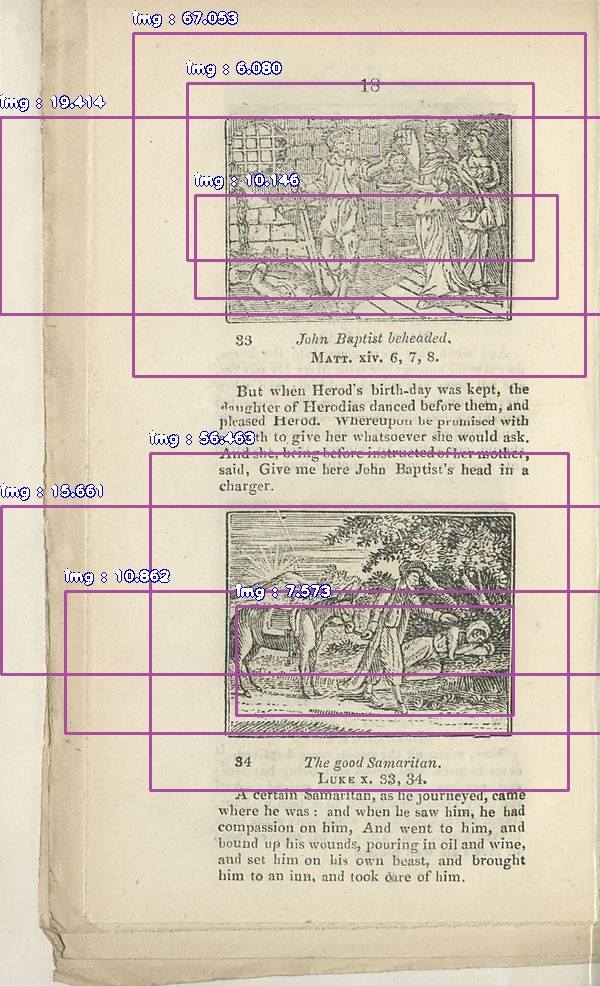 img : 67.053
img : 6.080
18
img : 19.414
img : 10.146
33 John Baptist beheaded.
MATT. xiv. 6, 7, 8.
But when Herod's birth-day was kept, the
daughter of Herodias danced before them, and
pleased Herod. Whereupon he promised with
th to give her whatsoever she would ask.
img : 56.463
And she, being before instructed of her mother,
said, Give me here John Baptist's head in a
charger.
img : 15.661
img : 10.862
img : 7.573
34 The good Samaritan.
LUKE x. 33, 34.
A certain Samaritan, as he journeyed, came
where he was : and when he saw him, he had
compassion on him, And went to him, and
bound up his wounds, pouring in oil and wine,
and set him on his own beast, and brought
him to an inn, and took care of him.